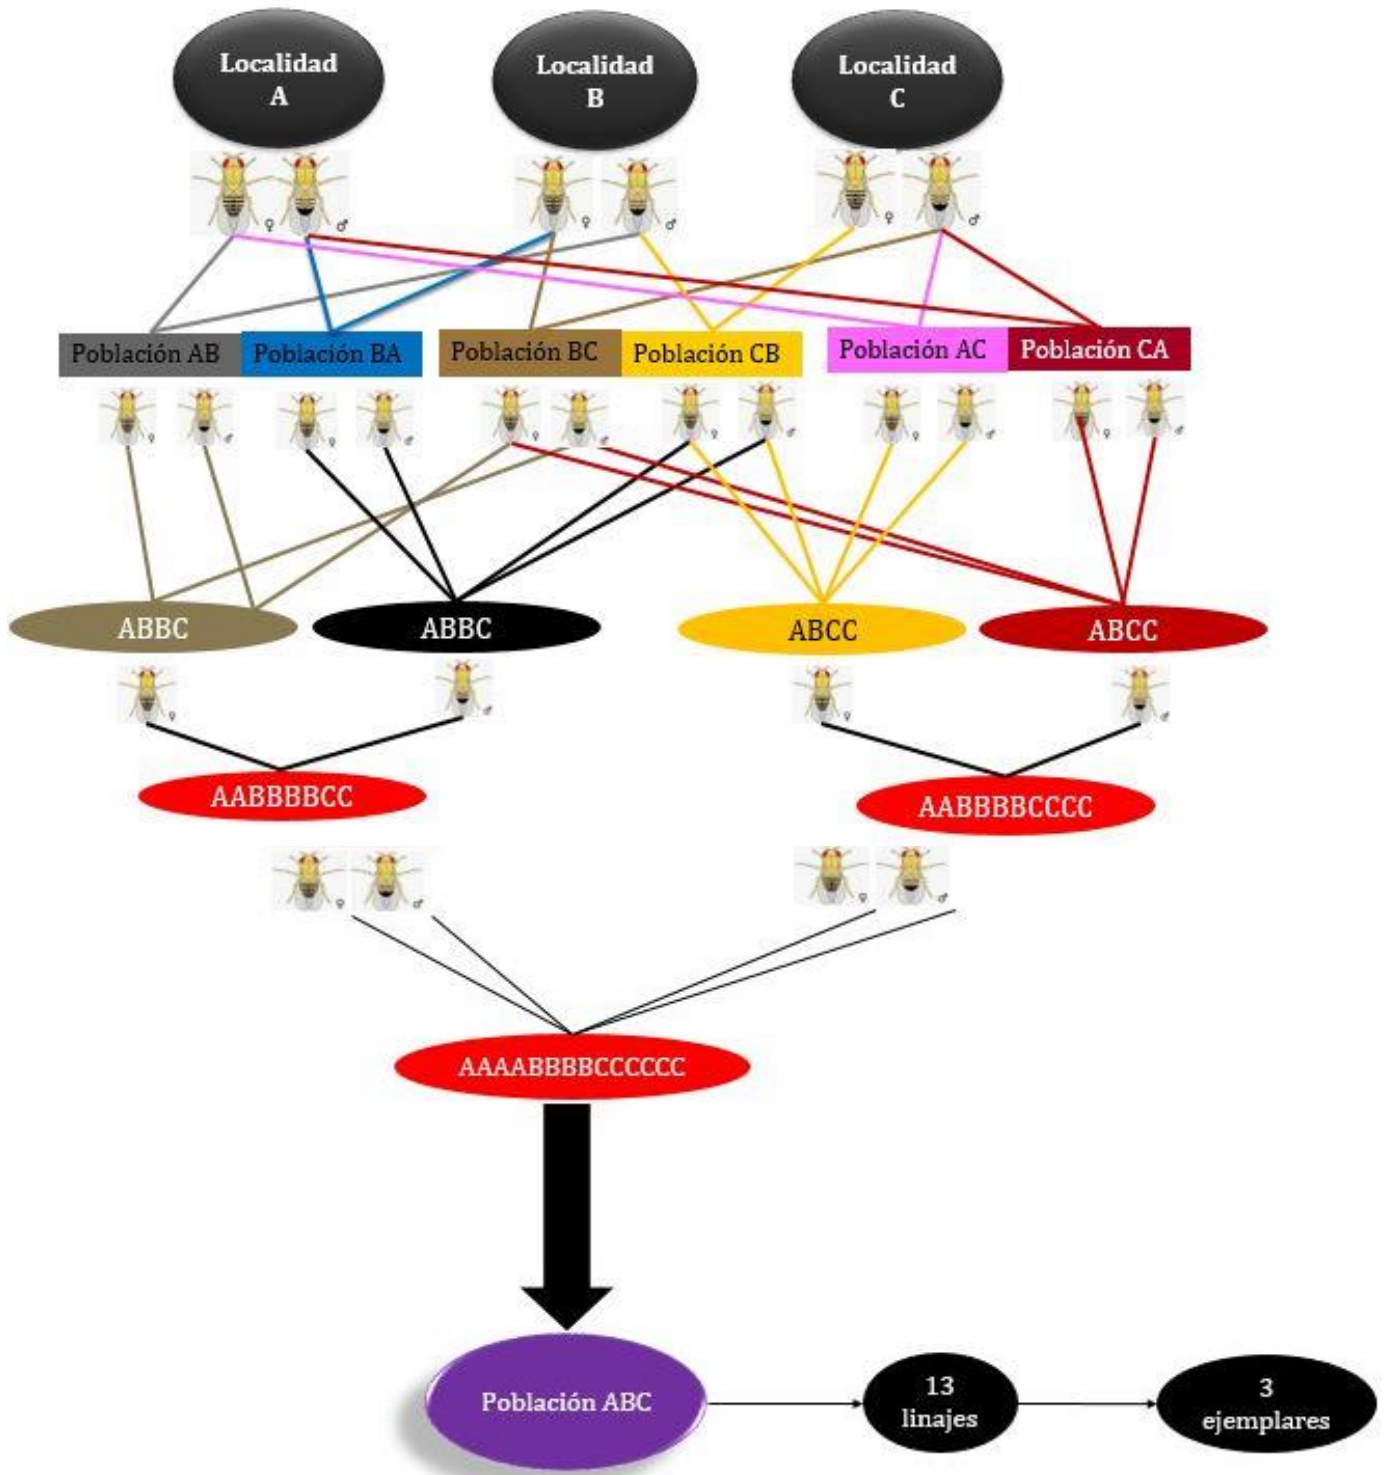 Localidad
A
Localidad
B
Localidad
C
♀ ♂ ♀ ♂ ♀ ♂
Población AB
Población BA
Población BC
Población CB
Población AC
Población CA
♀ ♂ ♀ ♂ ♀ ♂ ♀ ♂ ♀ ♂ ♀ ♂
ABBC
ABBC
ABCC
ABCC
♀ ♂ ♀ ♂
AABBBBCC
AABBBBCCCC
♀ ♂ ♀ ♂
AAAABBBBCCCCCC
Población ABC
13
linajes
3
ejemplares